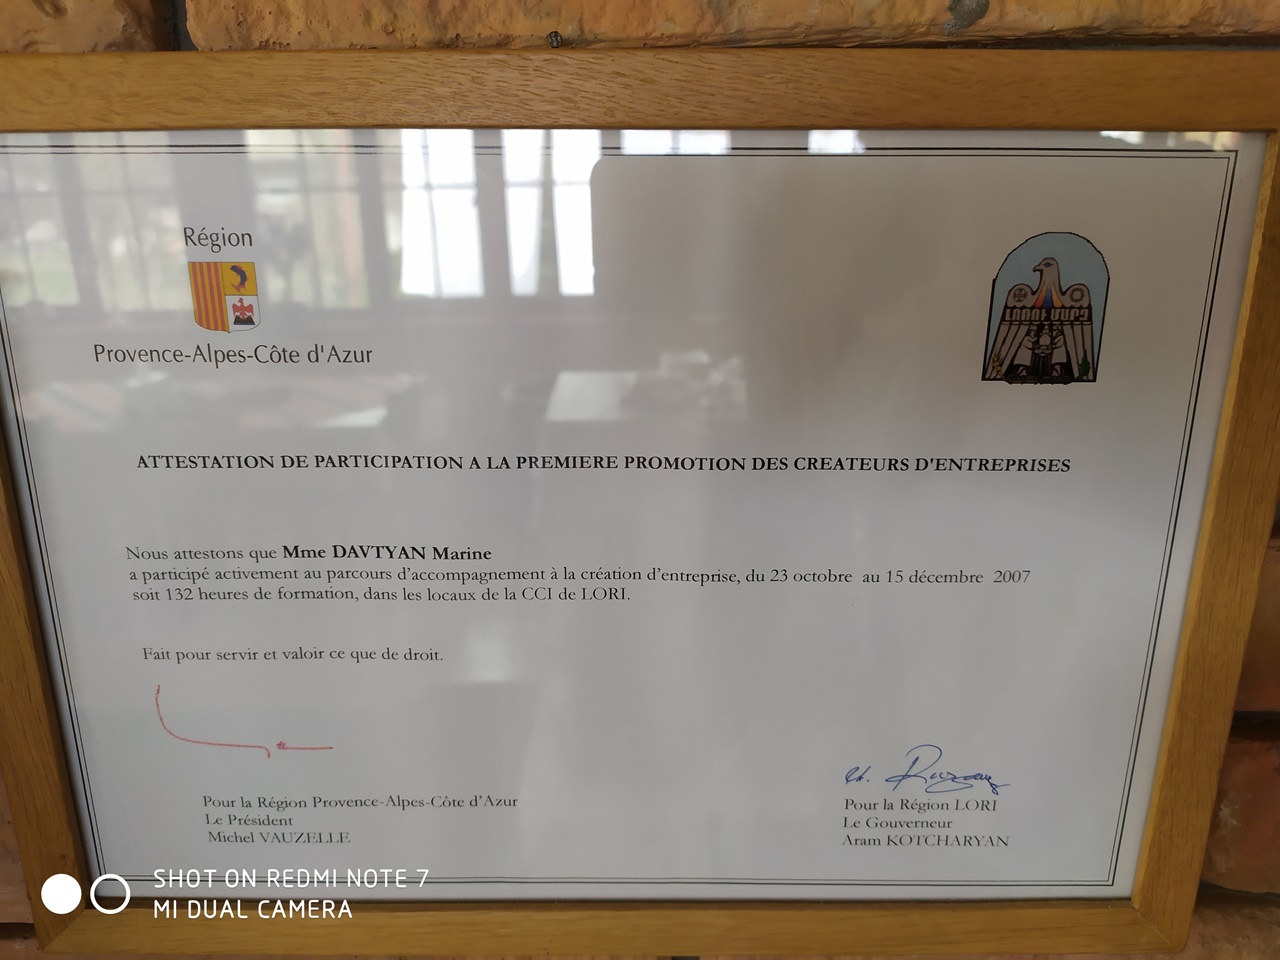 Région
Provence-Alpes-Côte d'Azur
ATTESTATION DE PARTICIPATION A LA PREMIERE PROMOTION DES CREATEURS D'ENTREPRISES
Nous attestons que Mme DAVTYAN Marine
a participé activement au parcours d'accompagnement à la création d'entreprise, du 23 octobre au 15 décembre 2007
soit 132 heures de formation, dans les locaux de la CCI de LORI.
Fait pour servir et valoir ce que de droit.
Pour la Région Provence-Alpes-Côte d'Azur
Le Président
Michel VAUZELLE
Pour la Région LORI
Le Gouverneur
Aram KOTCHARYAN
SHOT ON REDMI NOTE 7
MI DUAL CAMERA